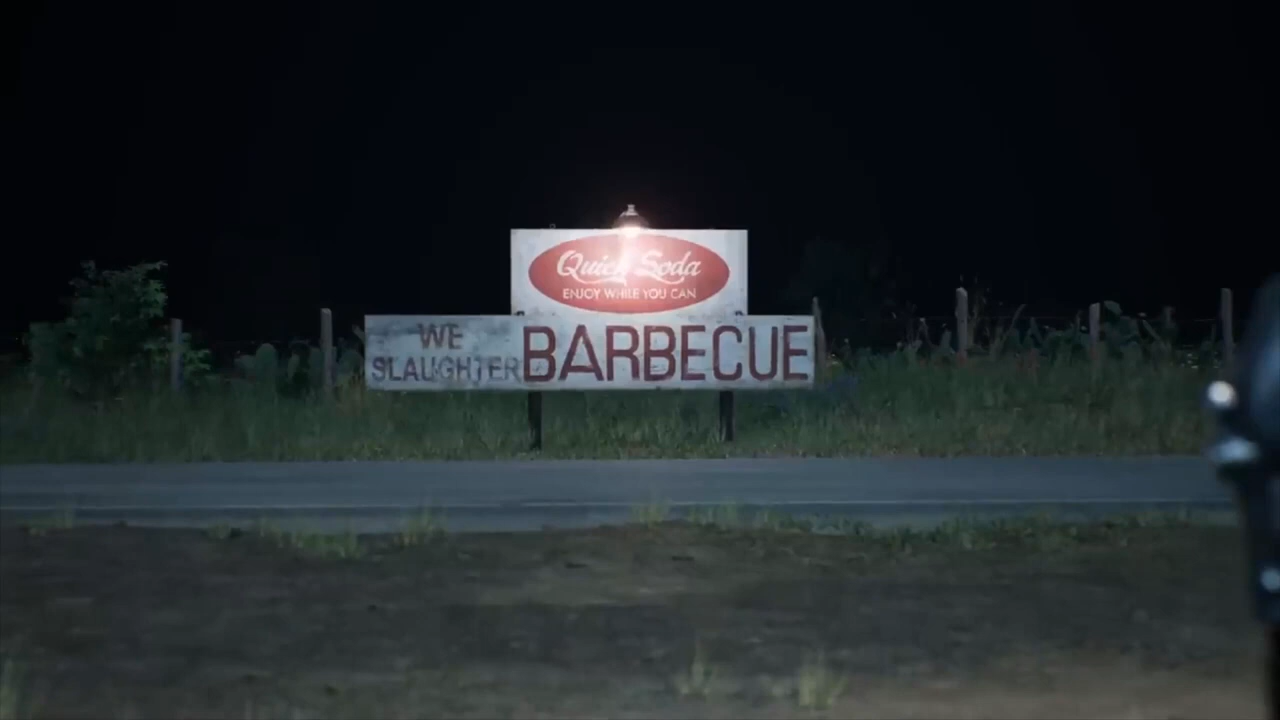 Quick Soda
ENJOY WHILE YOU CAN
WE
SLAUGHTER
BARBECUE